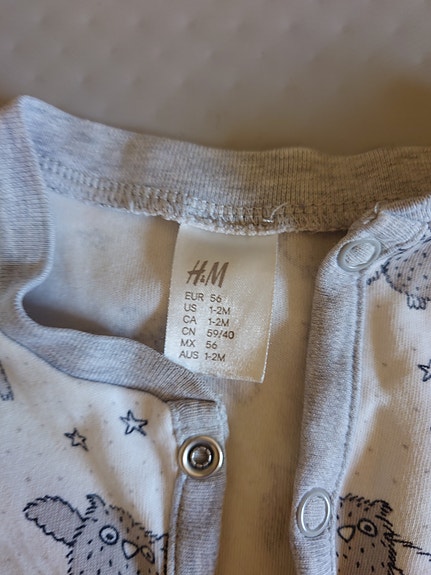 H&M
EUR 56
US 1-2M
CA 1-2M
CN 59/40
MX 56
AUS 1-2M